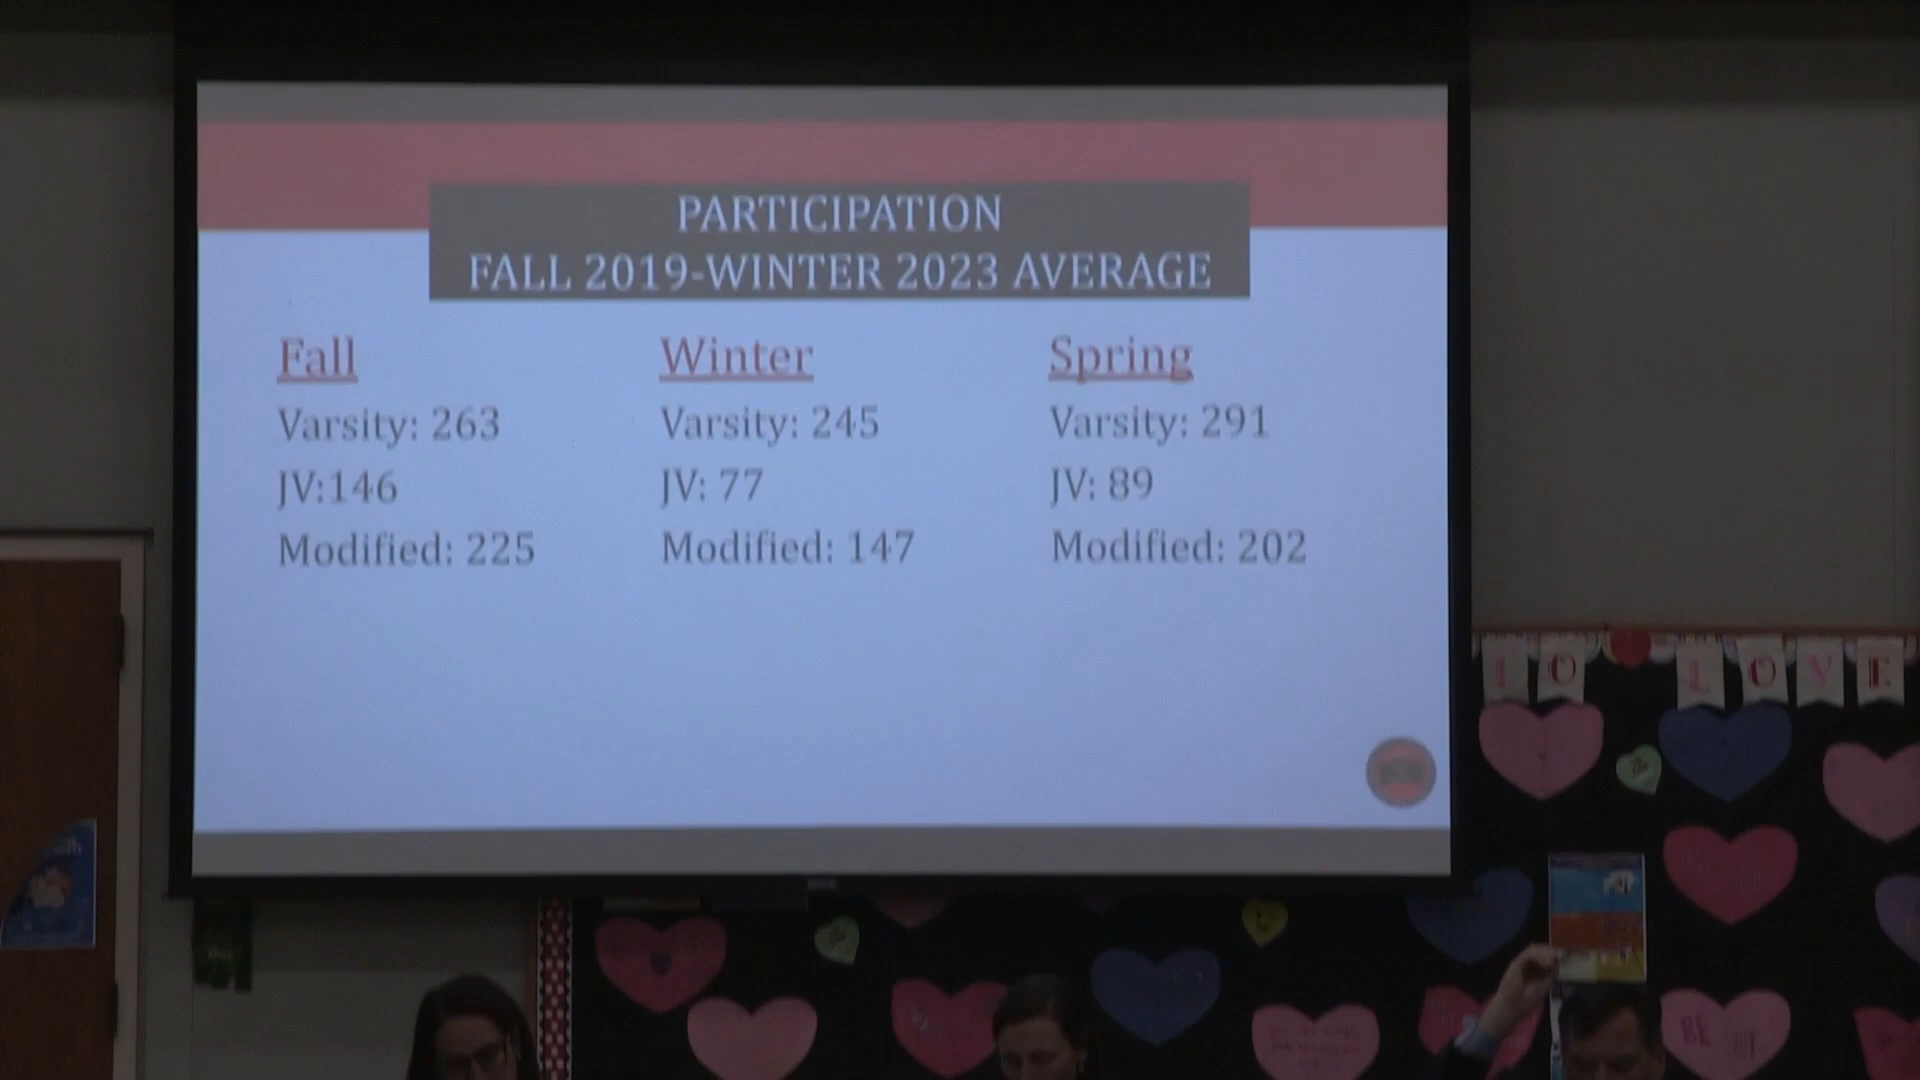 PARTICIPATION
FALL 2019-WINTER 2023 AVERAGE
Fall
Varsity: 263
JV:146
Modified: 225
Winter
Varsity: 245
JV: 77
Modified: 147
Spring
Varsity: 291
JV: 89
Modified: 202
LOVE
BE